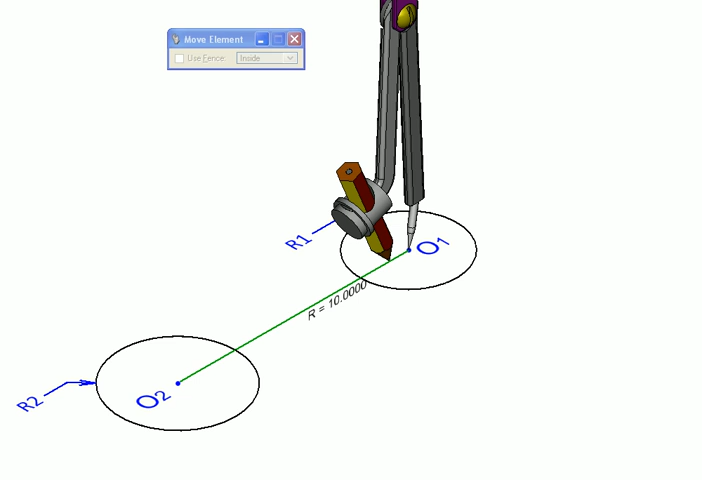 Move Element
Use Fence:
Inside
R1
O1
R = 10.0000
O2
R2